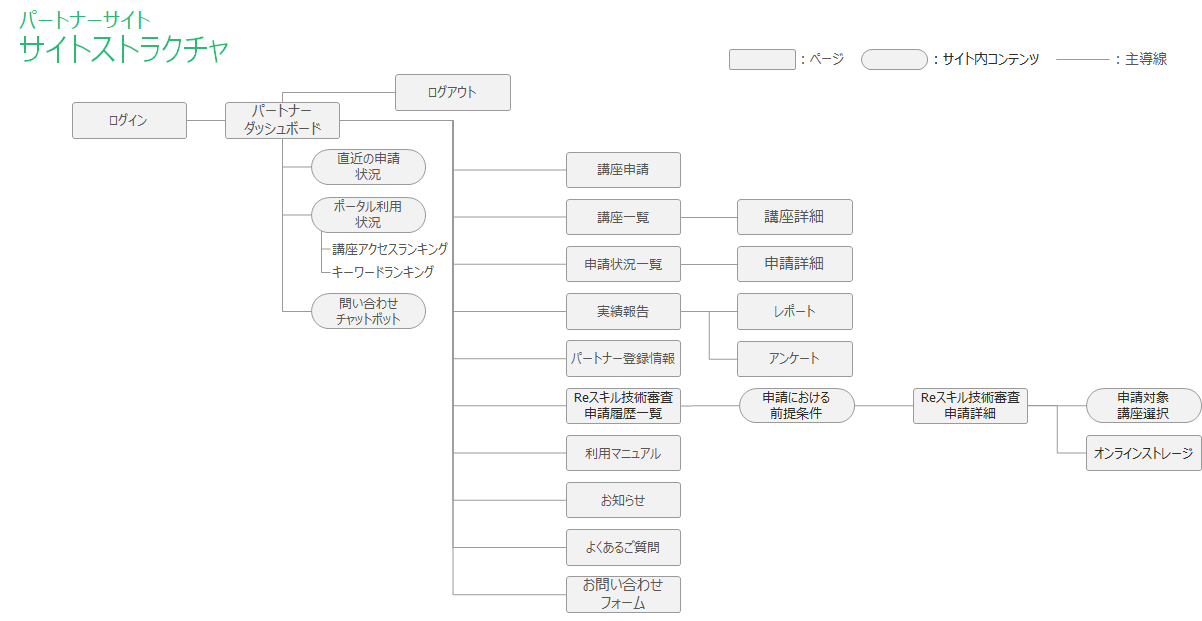 パートナーサイト
サイトストラクチャ
：ページ
：サイト内コンテンツ
：主導線
ログアウト
ログイン
パートナー
ダッシュボード
直近の申請
状況
ポータル利用
状況
講座アクセスランキング
キーワードランキング
問い合わせ
チャットボット
講座申請
講座一覧
講座詳細
申請状況一覧
申請詳細
実績報告
レポート
パートナー登録情報
アンケート
Reスキル技術審査
申請履歴一覧
申請における
前提条件
Reスキル技術審査
申請詳細
申請対象
講座選択
利用マニュアル
オンラインストレージ
お知らせ
よくあるご質問
お問い合わせ
フォーム